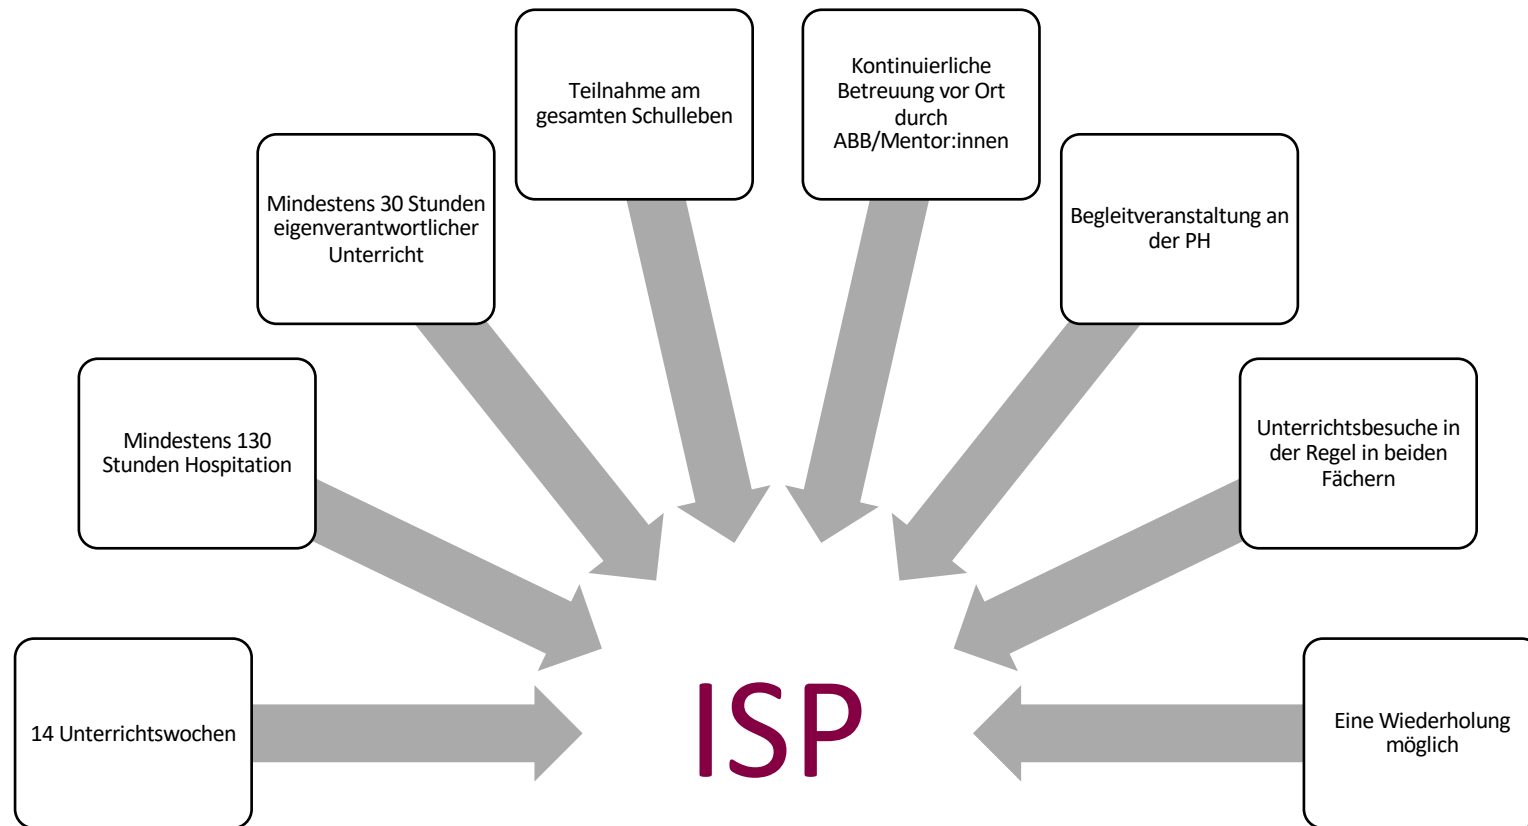 Teilnahme am
gesamten Schulleben
Kontinuierliche
Betreuung vor Ort
durch
ABB/Mentor:innen
Mindestens 30 Stunden
eigenverantwortlicher
Unterricht
Begleitveranstaltung an
der PH
Mindestens 130
Stunden Hospitation
Unterrichtsbesuche in
der Regel in beiden
Fächern
14 Unterrichtswochen
Eine Wiederholung
möglich
ISP